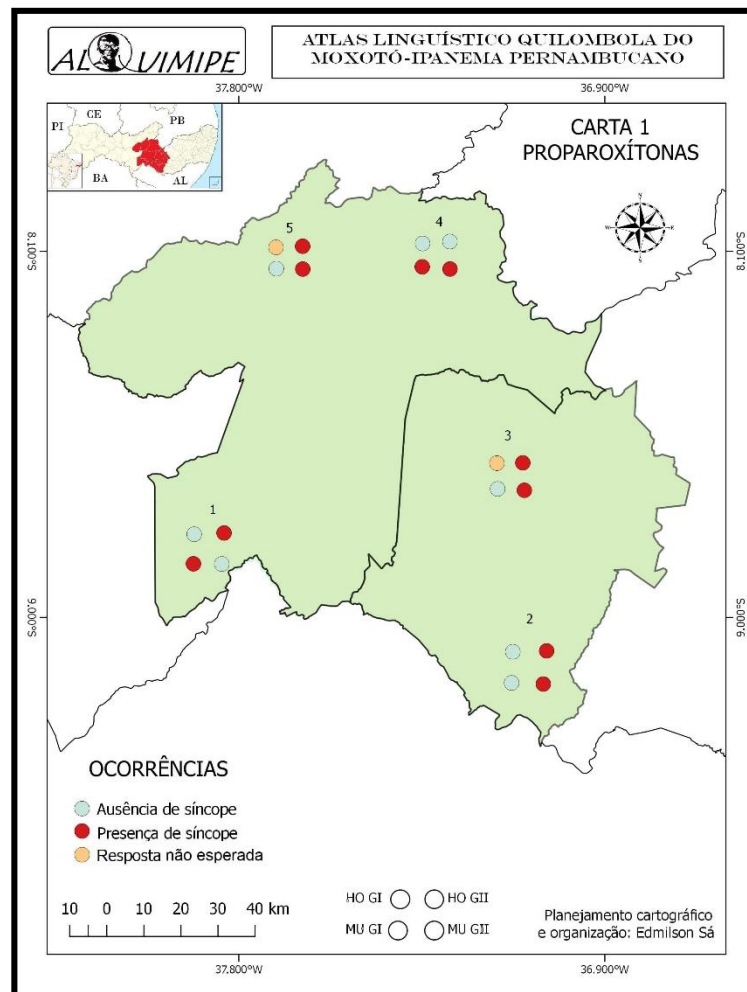 ALQUIMIPE
ATLAS LINGUÍSTICO QUILOMBOLA DO
MOXOTÓ-IPANEMA PERNAMBUCANO
37.800°W 36.900°W
PI CE PB
BA AL
CARTA 1
PROPAROXÍTONAS
N
W E
S
8.100°S 8.100°S
5 4
3
1
2
9.000°S 9.000°S
OCORRÊNCIAS
Ausência de síncope
Presença de síncope
Resposta não esperada
10 0 10 20 30 40 km
HO GI HO GII
MU GI MU GII
Planejamento cartográfico
e organização: Edmilson Sá
37.800°W 36.900°W